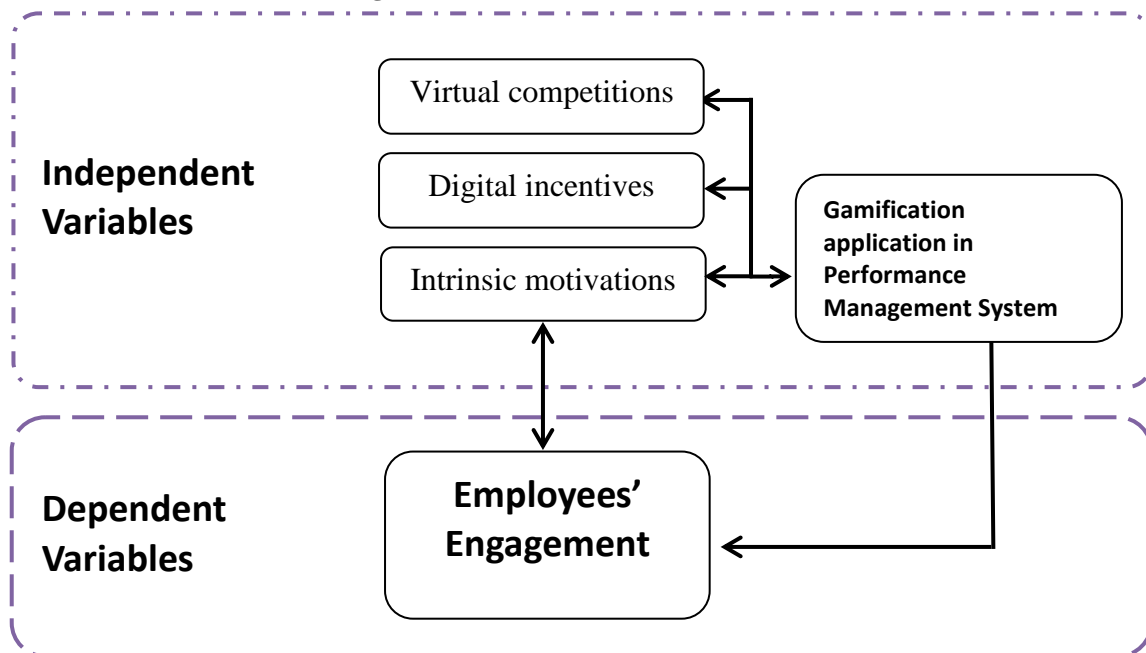 Virtual competitions
Independent
Variables
Digital incentives
Intrinsic motivations
Gamification
application in
Performance
Management System
Dependent
Variables
Employees’
Engagement